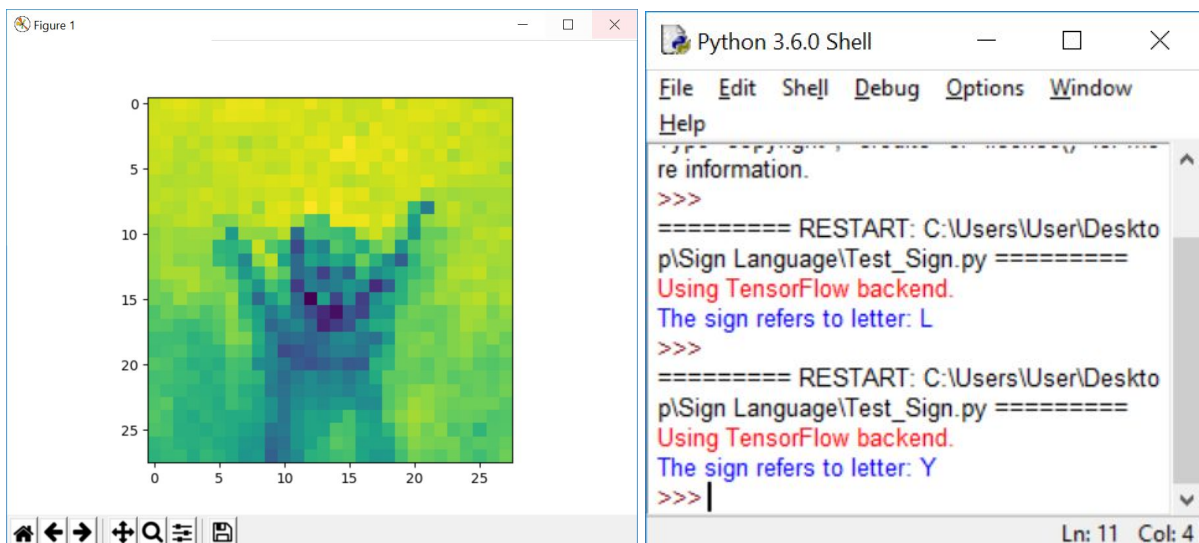 Figure 1
0
5
10
15
20
25
0 5 10 15 20 25
Python 3.6.0 Shell
File Edit Shell Debug Options Window
Help
re information.
>>>
========= RESTART: C:\Users\User\Deskto
p\Sign Language\Test_Sign.py =========
Using TensorFlow backend.
The sign refers to letter: L
>>>
========= RESTART: C:\Users\User\Deskto
p\Sign Language\Test_Sign.py =========
Using TensorFlow backend.
The sign refers to letter: Y
>>>
Ln: 11 Col: 4